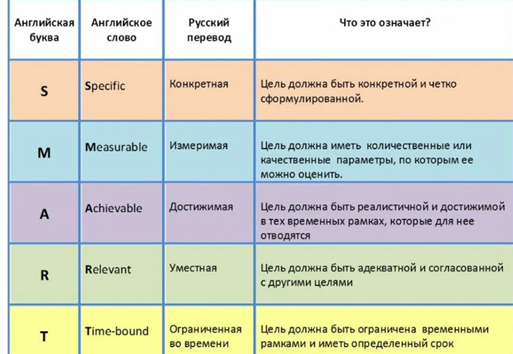 Английская буква
Английское слово
Русский перевод
Что это означает?
S
Specific
Конкретная
Цель должна быть конкретной и четко
сформулированной.
M
Measurable
Измеримая
Цель должна иметь количественные или
качественные параметры, по которым ее
можно оценить.
A
Achievable
Достижимая
Цель должна быть реалистичной и достижимой
в тех временных рамках, которые для нее
отводятся
R
Relevant
Уместная
Цель должна быть адекватной и согласованной
с другими целями
T
Time-bound
Ограниченная
во времени
Цель должна быть ограничена временными
рамками и иметь определенный срок